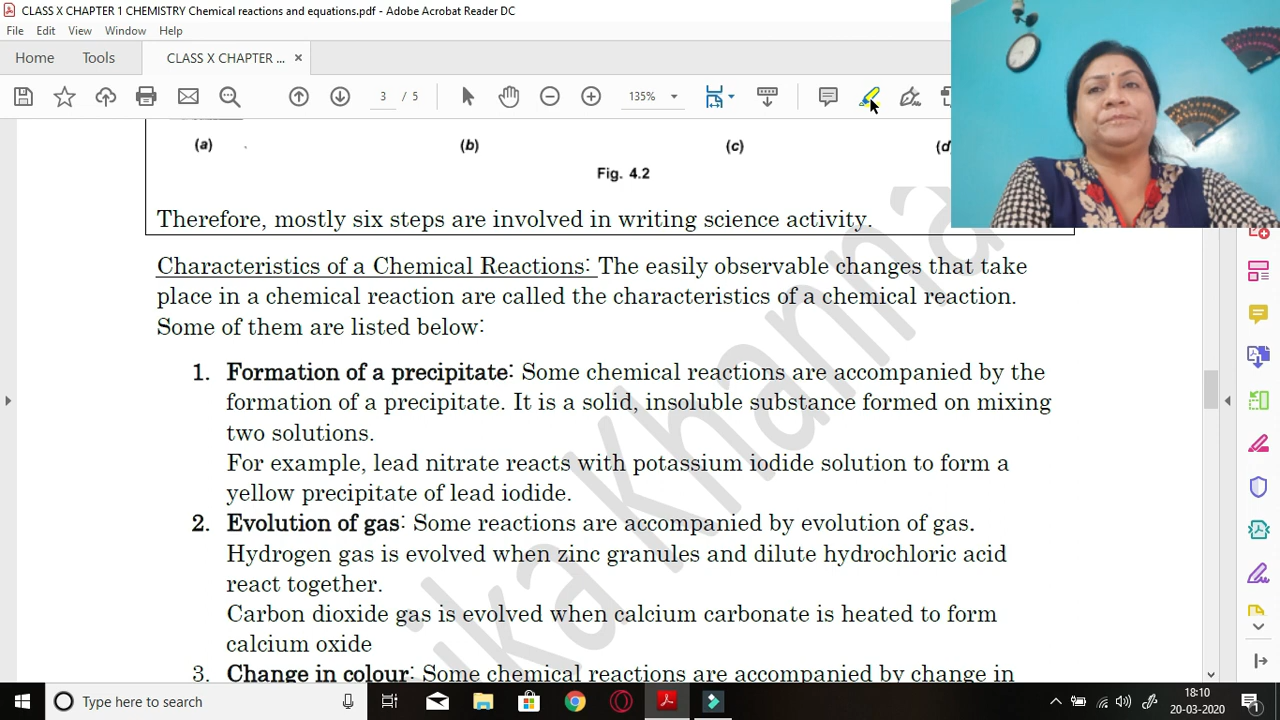 CLASS X CHAPTER 1 CHEMISTRY Chemical reactions and equations.pdf - Adobe Acrobat Reader DC
File Edit View Window Help
Home Tools CLASS X CHAPTER ... ×
3 / 5 135%
(a) (b) (c) (d
Fig. 4.2
Therefore, mostly six steps are involved in writing science activity.
Characteristics of a Chemical Reactions: The easily observable changes that take
place in a chemical reaction are called the characteristics of a chemical reaction.
Some of them are listed below:
1. Formation of a precipitate: Some chemical reactions are accompanied by the
formation of a precipitate. It is a solid, insoluble substance formed on mixing
two solutions.
For example, lead nitrate reacts with potassium iodide solution to form a
yellow precipitate of lead iodide.
2. Evolution of gas: Some reactions are accompanied by evolution of gas.
Hydrogen gas is evolved when zinc granules and dilute hydrochloric acid
react together.
Carbon dioxide gas is evolved when calcium carbonate is heated to form
calcium oxide
3. Change in colour: Some chemical reactions are accompanied by change in
ika Khanna
Type here to search
18:10
20-03-2020
1